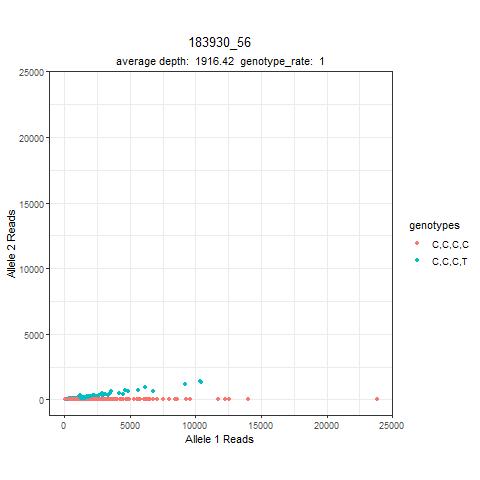 183930_56
average depth:  1916.42  genotype_rate:  1
25000
20000
15000
10000
5000
0
Allele 2 Reads
0
5000
10000
15000
20000
25000
Allele 1 Reads
genotypes
C,C,C,C
C,C,C,T